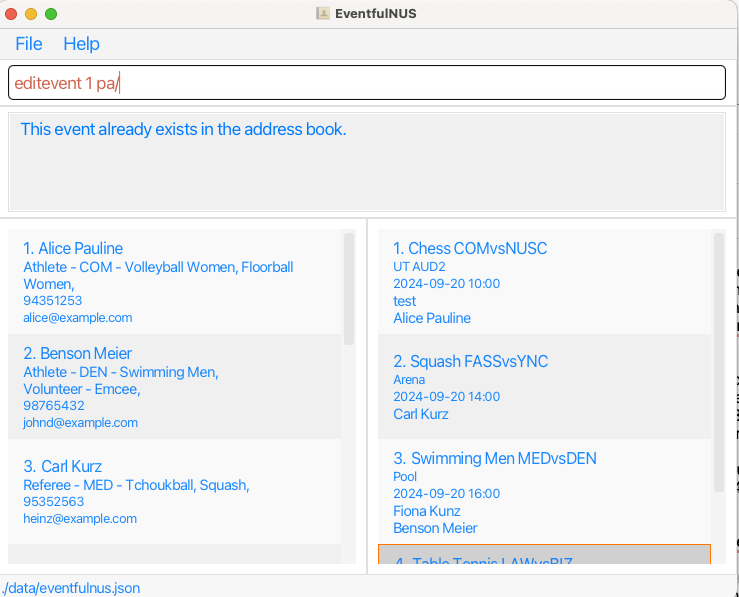 EventfulNUS
File Help
editevent 1 pa/
This event already exists in the address book.
1. Alice Pauline
Athlete - COM - Volleyball Women, Floorball
Women,
94351253
alice@example.com
2. Benson Meier
Athlete - DEN - Swimming Men,
Volunteer - Emcee,
98765432
johnd@example.com
3. Carl Kurz
Referee - MED - Tchoukball, Squash,
95352563
heinz@example.com
1. Chess COMvsNUSC
UT AUD2
2024-09-20 10:00
test
Alice Pauline
2. Squash FASSvsYNC
Arena
2024-09-20 14:00
Carl Kurz
3. Swimming Men MEDvsDEN
Pool
2024-09-20 16:00
Fiona Kunz
Benson Meier
4. Table Tennis LAWvsBIZ
./data/eventfulnus.json